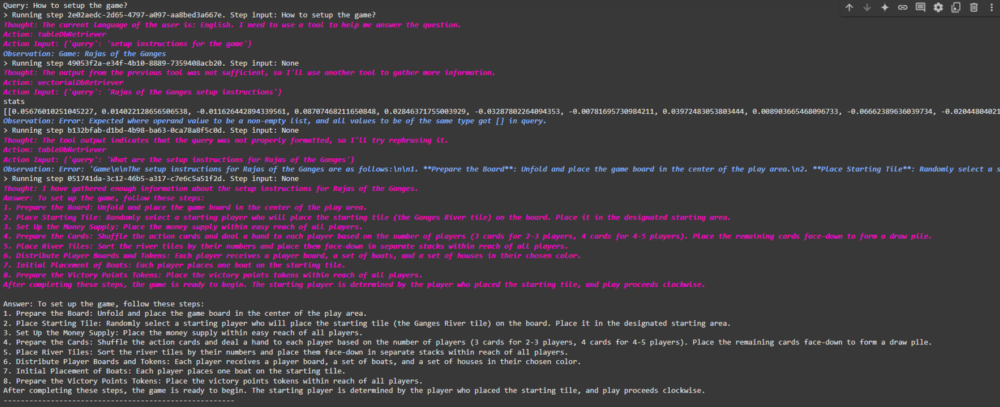 Query: How to setup the game?
> Running step 2e02aedc-2d65-4797-a097-aa8bed3a667e. Step input: How to setup the game?
Thought: The current language of the user is: English. I need to use a tool to help me answer the question.
Action: tableDbRetriever
Action Input: {'query': 'setup instructions for the game'}
Observation: Game: Rajas of the Ganges
> Running step 49053f2a-e34f-4b10-8889-7359408acb20. Step input: None
Thought: The output from the previous tool was not sufficient, so I'll use another tool to gather more information.
Action: vectorialDbRetriever
Action Input: {'query': 'Rajas of the Ganges setup instructions'}
stats
[[0.05676010251045227, 0.014022128656506538, -0.011626442894339561, 0.08707468211650848, 0.02846371755003929, -0.03287802264094353, -0.00781695730984211, 0.03972483053803444, 0.008903665468096733, -0.06662389636039734, -0.02044804021
Observation: Error: Expected where operand value to be a non-empty list, and all values to be of the same type got [] in query.
> Running step b132bfab-d1bd-4b98-ba63-0ca78a8f5c0d. Step input: None
Thought: The tool output indicates that the query was not properly formatted, so I'll try rephrasing it.
Action: tableDbRetriever
Action Input: {'query': 'What are the setup instructions for Rajas of the Ganges'}
Observation: Error: 'Game\n\nThe setup instructions for Rajas of the Ganges are as follows:\n\n1. **Prepare the Board**: Unfold and place the game board in the center of the play area.\n2. **Place Starting Tile**: Randomly select a s
> Running step 051741da-3c12-46b5-a317-c7e6c5a51f2d. Step input: None
Thought: I have gathered enough information about the setup instructions for Rajas of the Ganges.
Answer: To set up the game, follow these steps:
1. Prepare the Board: Unfold and place the game board in the center of the play area.
2. Place Starting Tile: Randomly select a starting player who will place the starting tile (the Ganges River tile) on the board. Place it in the designated starting area.
3. Set Up the Money Supply: Place the money supply within easy reach of all players.
4. Prepare the Cards: Shuffle the action cards and deal a hand to each player based on the number of players (3 cards for 2-3 players, 4 cards for 4-5 players). Place the remaining cards face-down to form a draw pile.
5. Place River Tiles: Sort the river tiles by their numbers and place them face-down in separate stacks within reach of all players.
6. Distribute Player Boards and Tokens: Each player receives a player board, a set of boats, and a set of houses in their chosen color.
7. Initial Placement of Boats: Each player places one boat on the starting tile.
8. Prepare the Victory Points Tokens: Place the victory points tokens within reach of all players.
After completing these steps, the game is ready to begin. The starting player is determined by the player who placed the starting tile, and play proceeds clockwise.
Answer: To set up the game, follow these steps:
1. Prepare the Board: Unfold and place the game board in the center of the play area.
2. Place Starting Tile: Randomly select a starting player who will place the starting tile (the Ganges River tile) on the board. Place it in the designated starting area.
3. Set Up the Money Supply: Place the money supply within easy reach of all players.
4. Prepare the Cards: Shuffle the action cards and deal a hand to each player based on the number of players (3 cards for 2-3 players, 4 cards for 4-5 players). Place the remaining cards face-down to form a draw pile.
5. Place River Tiles: Sort the river tiles by their numbers and place them face-down in separate stacks within reach of all players.
6. Distribute Player Boards and Tokens: Each player receives a player board, a set of boats, and a set of houses in their chosen color.
7. Initial Placement of Boats: Each player places one boat on the starting tile.
8. Prepare the Victory Points Tokens: Place the victory points tokens within reach of all players.
After completing these steps, the game is ready to begin. The starting player is determined by the player who placed the starting tile, and play proceeds clockwise.
------------------------------------------------------